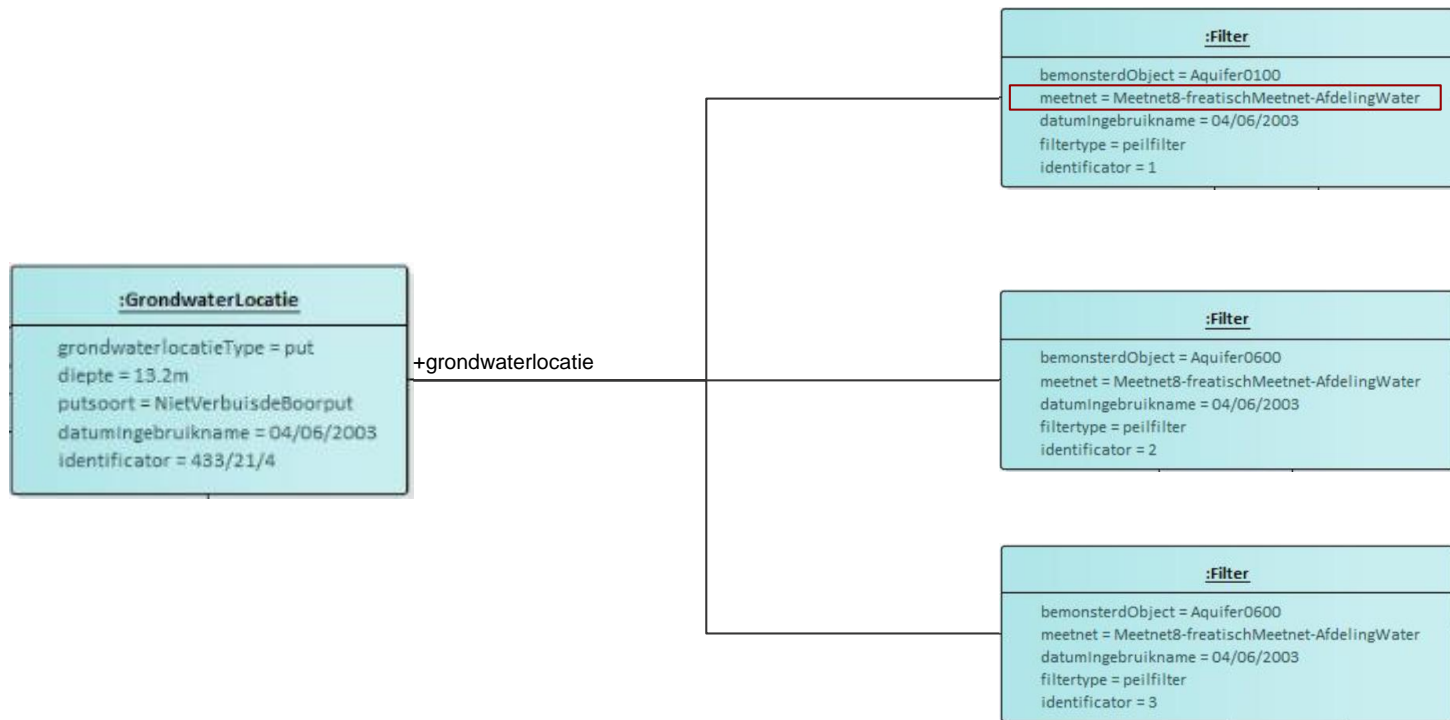 :Filter
bemonsterdObject = Aquifer0100
meetnet = Meetnet8-freatischMeetnet-AfdelingWater
datumIngebruikname = 04/06/2003
filtertype = peilfilter
identificator = 1
:GrondwaterLocatie
grondwaterlocatieType = put
diepte = 13.2m
putsoort = NietVerbuisdeBoorput
datumIngebruikname = 04/06/2003
identificator = 433/21/4
+grondwaterlocatie
:Filter
bemonsterdObject = Aquifer0600
meetnet = Meetnet8-freatischMeetnet-AfdelingWater
datumIngebruikname = 04/06/2003
filtertype = peilfilter
identificator = 2
:Filter
bemonsterdObject = Aquifer0600
meetnet = Meetnet8-freatischMeetnet-AfdelingWater
datumIngebruikname = 04/06/2003
filtertype = peilfilter
identificator = 3